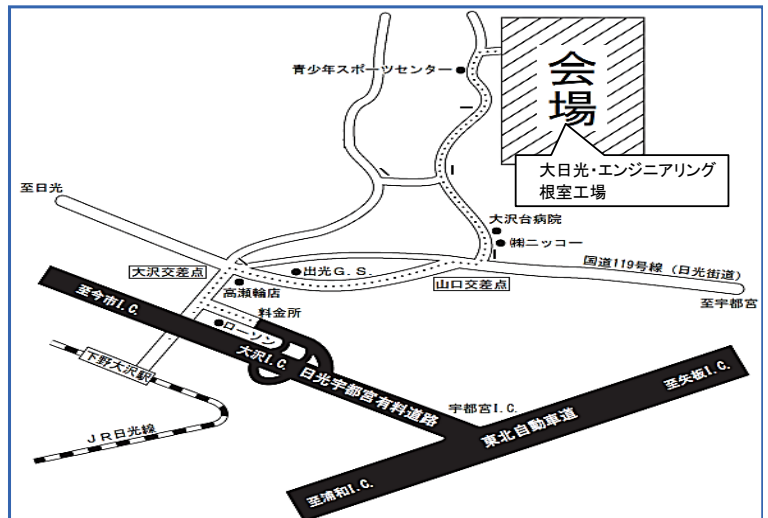 会
場
青少年スポーツセンター
大日光・エンジニアリング
根室工場
至日光
大沢台病院
㈱ニッコー
国道119号線（日光街道）
大沢交差点
出光G.S.
山口交差点
高瀬輪店
至宇都宮
至今市I.C.
料金所
ローソン
大沢I.C.
日光宇都宮有料道路
下野大沢駅
宇都宮I.C.
至矢板I.C.
東北自動車道
JR日光線
至浦和I.C.